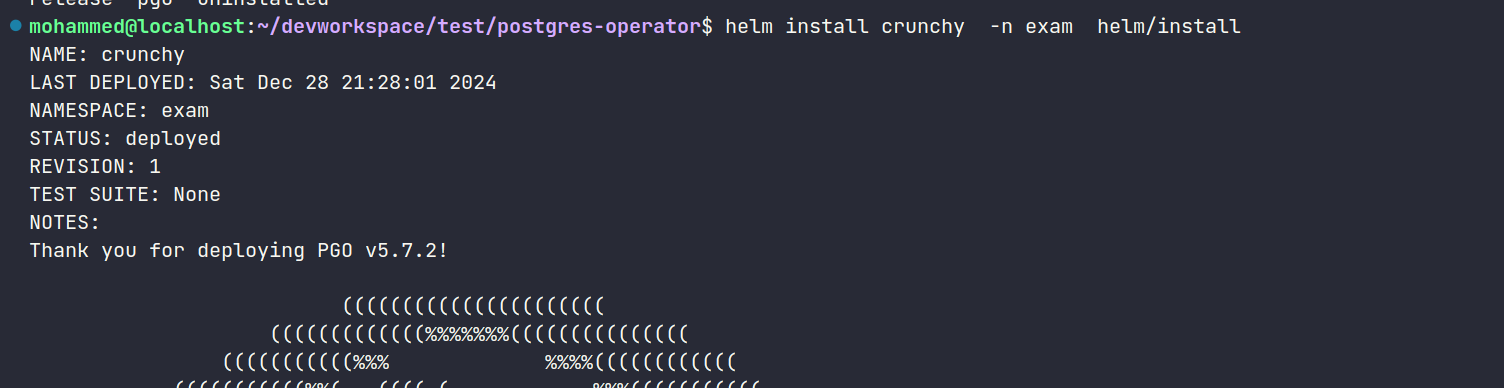 release "pgo" uninstalled
mohammed@localhost:~/devworkspace/test/postgres-operator$ helm install crunchy  -n exam  helm/install
NAME: crunchy
LAST DEPLOYED: Sat Dec 28 21:28:01 2024
NAMESPACE: exam
STATUS: deployed
REVISION: 1
TEST SUITE: None
NOTES:
Thank you for deploying PGO v5.7.2!
                          ((((((((((((((((((((((
                    (((((((((((((%%%%%%%(((((((((((((((
                (((((((((((%%%             %%%%((((((((((((
            (((((((((((%%(   (((( (            %%%(((((((((((